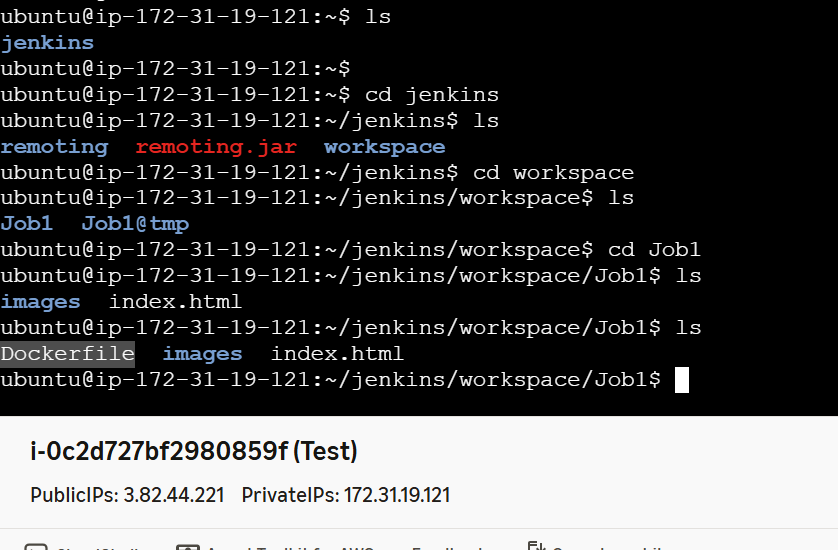 ubuntu@ip-172-31-19-121:~$ ls
jenkins
ubuntu@ip-172-31-19-121:~$
ubuntu@ip-172-31-19-121:~$ cd jenkins
ubuntu@ip-172-31-19-121:~/jenkins$ ls
remoting  remoting.jar  workspace
ubuntu@ip-172-31-19-121:~/jenkins$ cd workspace
ubuntu@ip-172-31-19-121:~/jenkins/workspace$ ls
Job1  Job1@tmp
ubuntu@ip-172-31-19-121:~/jenkins/workspace$ cd Job1
ubuntu@ip-172-31-19-121:~/jenkins/workspace/Job1$ ls
images  index.html
ubuntu@ip-172-31-19-121:~/jenkins/workspace/Job1$ ls
Dockerfile  images  index.html
ubuntu@ip-172-31-19-121:~/jenkins/workspace/Job1$
i-0c2d727bf2980859f (Test)
PublicIPs: 3.82.44.221  PrivateIPs: 172.31.19.121